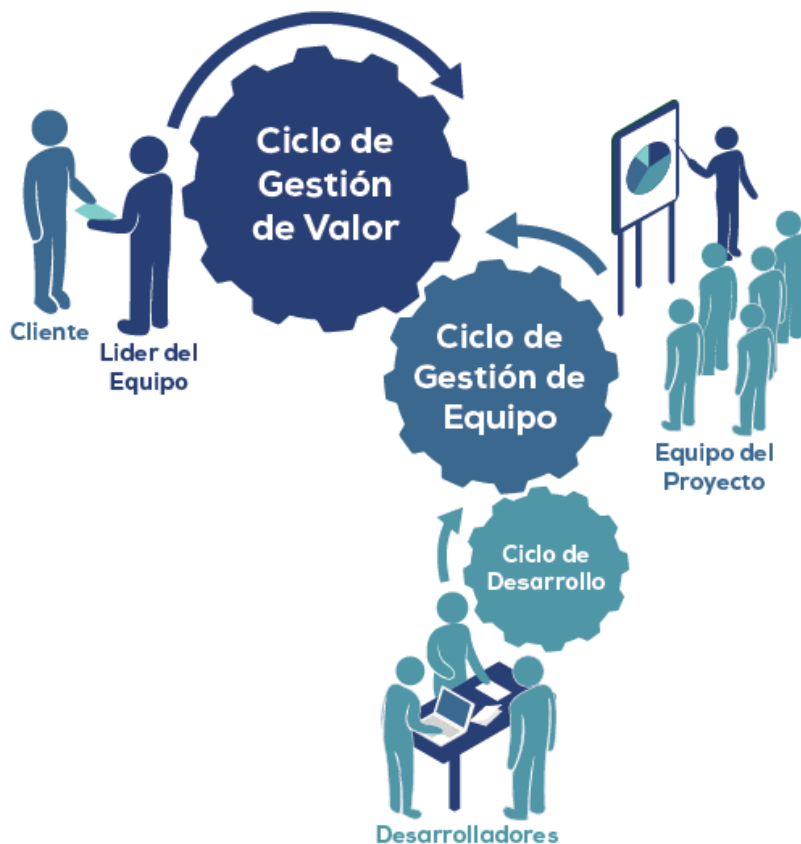 Ciclo de
Gestión
de Valor
Cliente
Lider del
Equipo
Ciclo de
Gestión de
Equipo
Equipo del
Proyecto
Ciclo de
Desarrollo
Desarrolladores